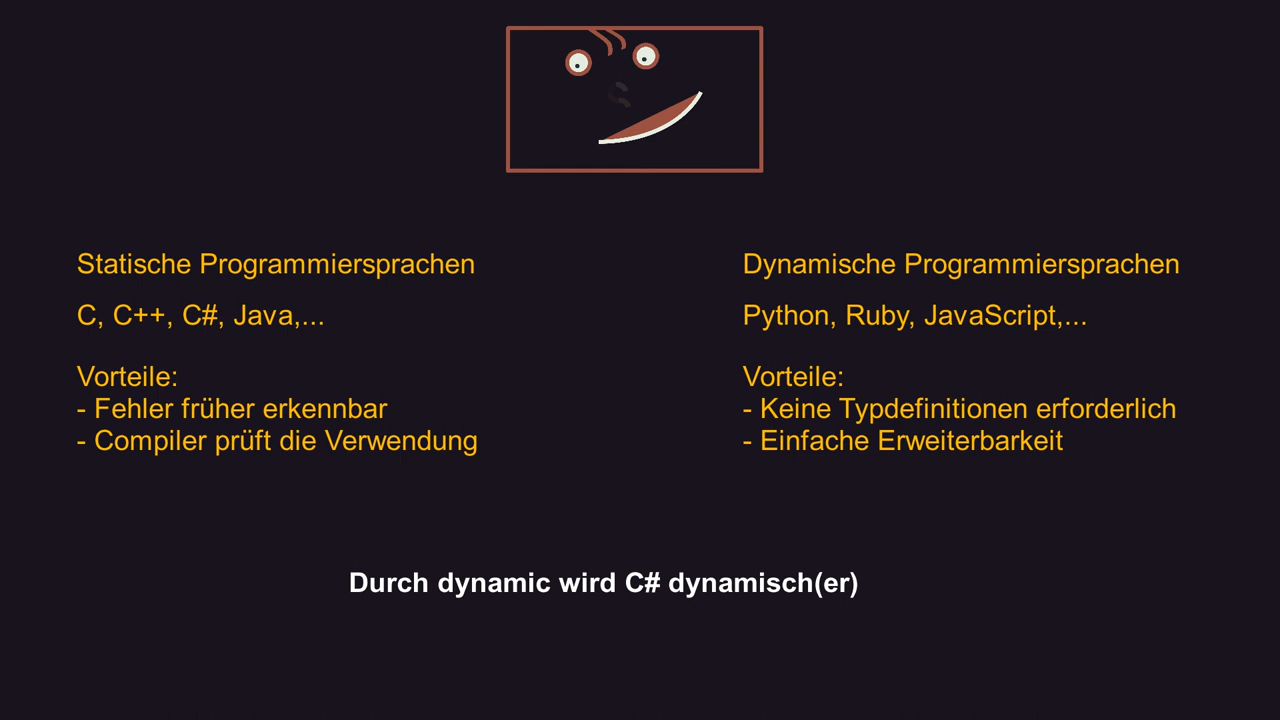 Statische Programmiersprachen
C, C++, C#, Java,...
Vorteile:
- Fehler früher erkennbar
- Compiler prüft die Verwendung
Dynamische Programmiersprachen
Python, Ruby, JavaScript,...
Vorteile:
- Keine Typdefinitionen erforderlich
- Einfache Erweiterbarkeit
Durch dynamic wird C# dynamisch(er)